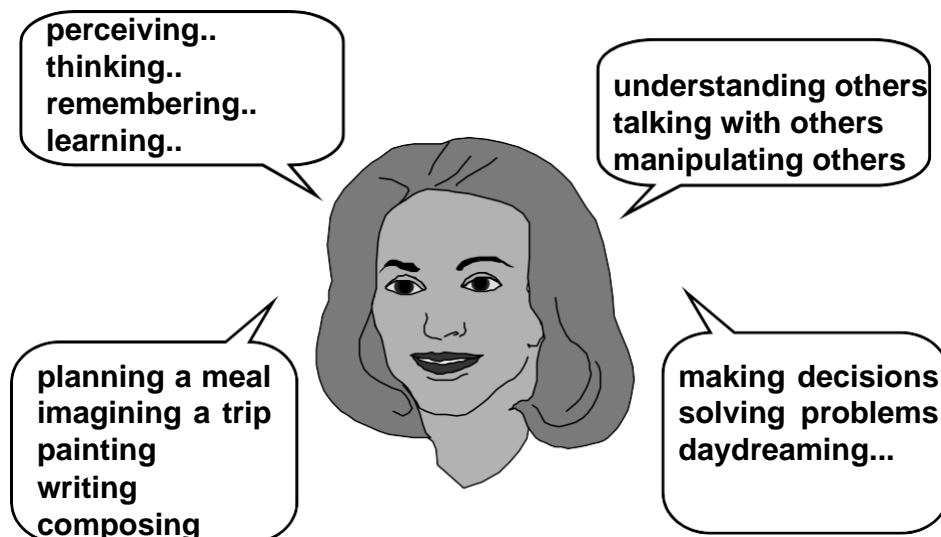 perceiving..
thinking..
remembering..
learning..
understanding others
talking with others
manipulating others
planning a meal
imagining a trip
painting
writing
composing
making decisions
solving problems
daydreaming...